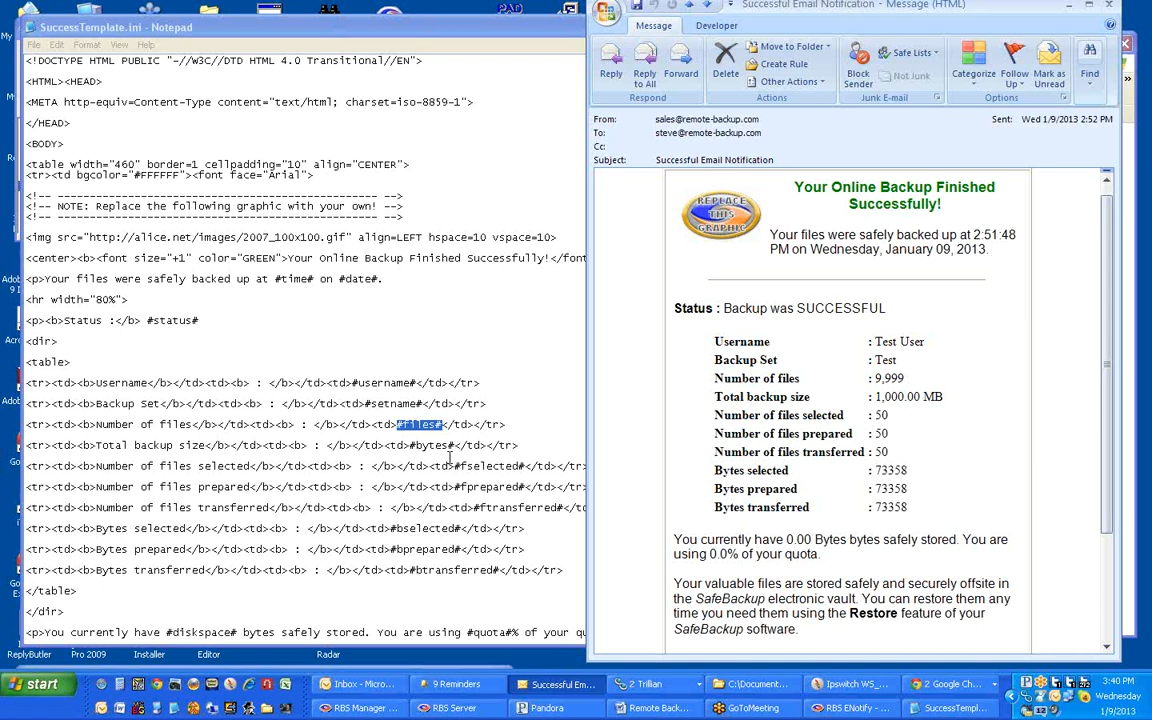 SuccessTemplate.ini - Notepad
File Edit Format View Help
<!DOCTYPE HTML PUBLIC "-//W3C//DTD HTML 4.0 Transitional//EN">
<HTML><HEAD>
<META http-equiv=Content-Type content="text/html; charset=iso-8859-1">
</HEAD>
<BODY>
<table width="460" border=1 cellpadding="10" align="CENTER">
<tr><td bgcolor="#FFFFFF"><font face="Arial">
<!-- ---------------------------------------- -->
<!-- NOTE: Replace the following graphic with your own! -->
<!-- ---------------------------------------- -->
<img src="http://alice.net/images/2007_100x100.gif" align=LEFT hspace=10 vspace=10>
<center><b><font size="+1" color="GREEN">Your Online Backup Finished Successfully!</font
<p>Your files were safely backed up at #time# on #date#.
<hr width="80%">
<p><b>Status :</b> #status#
<dir>
<table>
<tr><td><b>Username</b></td><td><b> : </b></td><td>#username#</td></tr>
<tr><td><b>Backup Set</b></td><td><b> : </b></td><td>#setname#</td></tr>
<tr><td><b>Number of files</b></td><td><b> : </b></td><td>#files#</td></tr>
<tr><td><b>Total backup size</b></td><td><b> : </b></td><td>#bytes#</td></tr>
<tr><td><b>Number of files selected</b></td><td><b> : </b></td><td>#fselected#</td></tr>
<tr><td><b>Number of files prepared</b></td><td><b> : </b></td><td>#fprepared#</td></tr>
<tr><td><b>Number of files transferred</b></td><td><b> : </b></td><td>#ftransferred#</td
<tr><td><b>Bytes selected</b></td><td><b> : </b></td><td>#bselected#</td></tr>
<tr><td><b>Bytes prepared</b></td><td><b> : </b></td><td>#bprepared#</td></tr>
<tr><td><b>Bytes transferred</b></td><td><b> : </b></td><td>#btransferred#</td></tr>
</table>
</dir>
<p>You currently have #diskspace# bytes safely stored. You are using #quota#% of your qu
Successful Email Notification - Message (HTML)
Message Developer
Reply
Reply to All
Forward
Respond
Delete
Move to Folder
Create Rule
Other Actions
Actions
Block Sender
Safe Lists
Not Junk
Junk E-mail
Categorize
Follow Up
Mark as Unread
Options
Find
From: sales@remote-backup.com Sent: Wed 1/9/2013 2:52 PM
To: steve@remote-backup.com
Cc:
Subject: Successful Email Notification
REPLACE THIS GRAPHIC
Your Online Backup Finished
Successfully!
Your files were safely backed up at 2:51:48
PM on Wednesday, January 09, 2013.
Status : Backup was SUCCESSFUL
Username : Test User
Backup Set : Test
Number of files : 9,999
Total backup size : 1,000.00 MB
Number of files selected : 50
Number of files prepared : 50
Number of files transferred : 50
Bytes selected : 73358
Bytes prepared : 73358
Bytes transferred : 73358
You currently have 0.00 Bytes bytes safely stored. You are
using 0.0% of your quota.
Your valuable files are stored safely and securely offsite in
the SafeBackup electronic vault. You can restore them any
time you need them using the Restore feature of your
SafeBackup software.
ReplyButler Pro 2009 Installer Editor Radar
start Inbox - Micro... 9 Reminders Successful Em... 2 Trillian C:\Document... Ipswitch WS_... 2 Google Ch... 3:40 PM
Wednesday
RBS Manager ... RBS Server Pandora Remote Back... GoToMeeting RBS ENotify - ... SuccessTempl... 1/9/2013